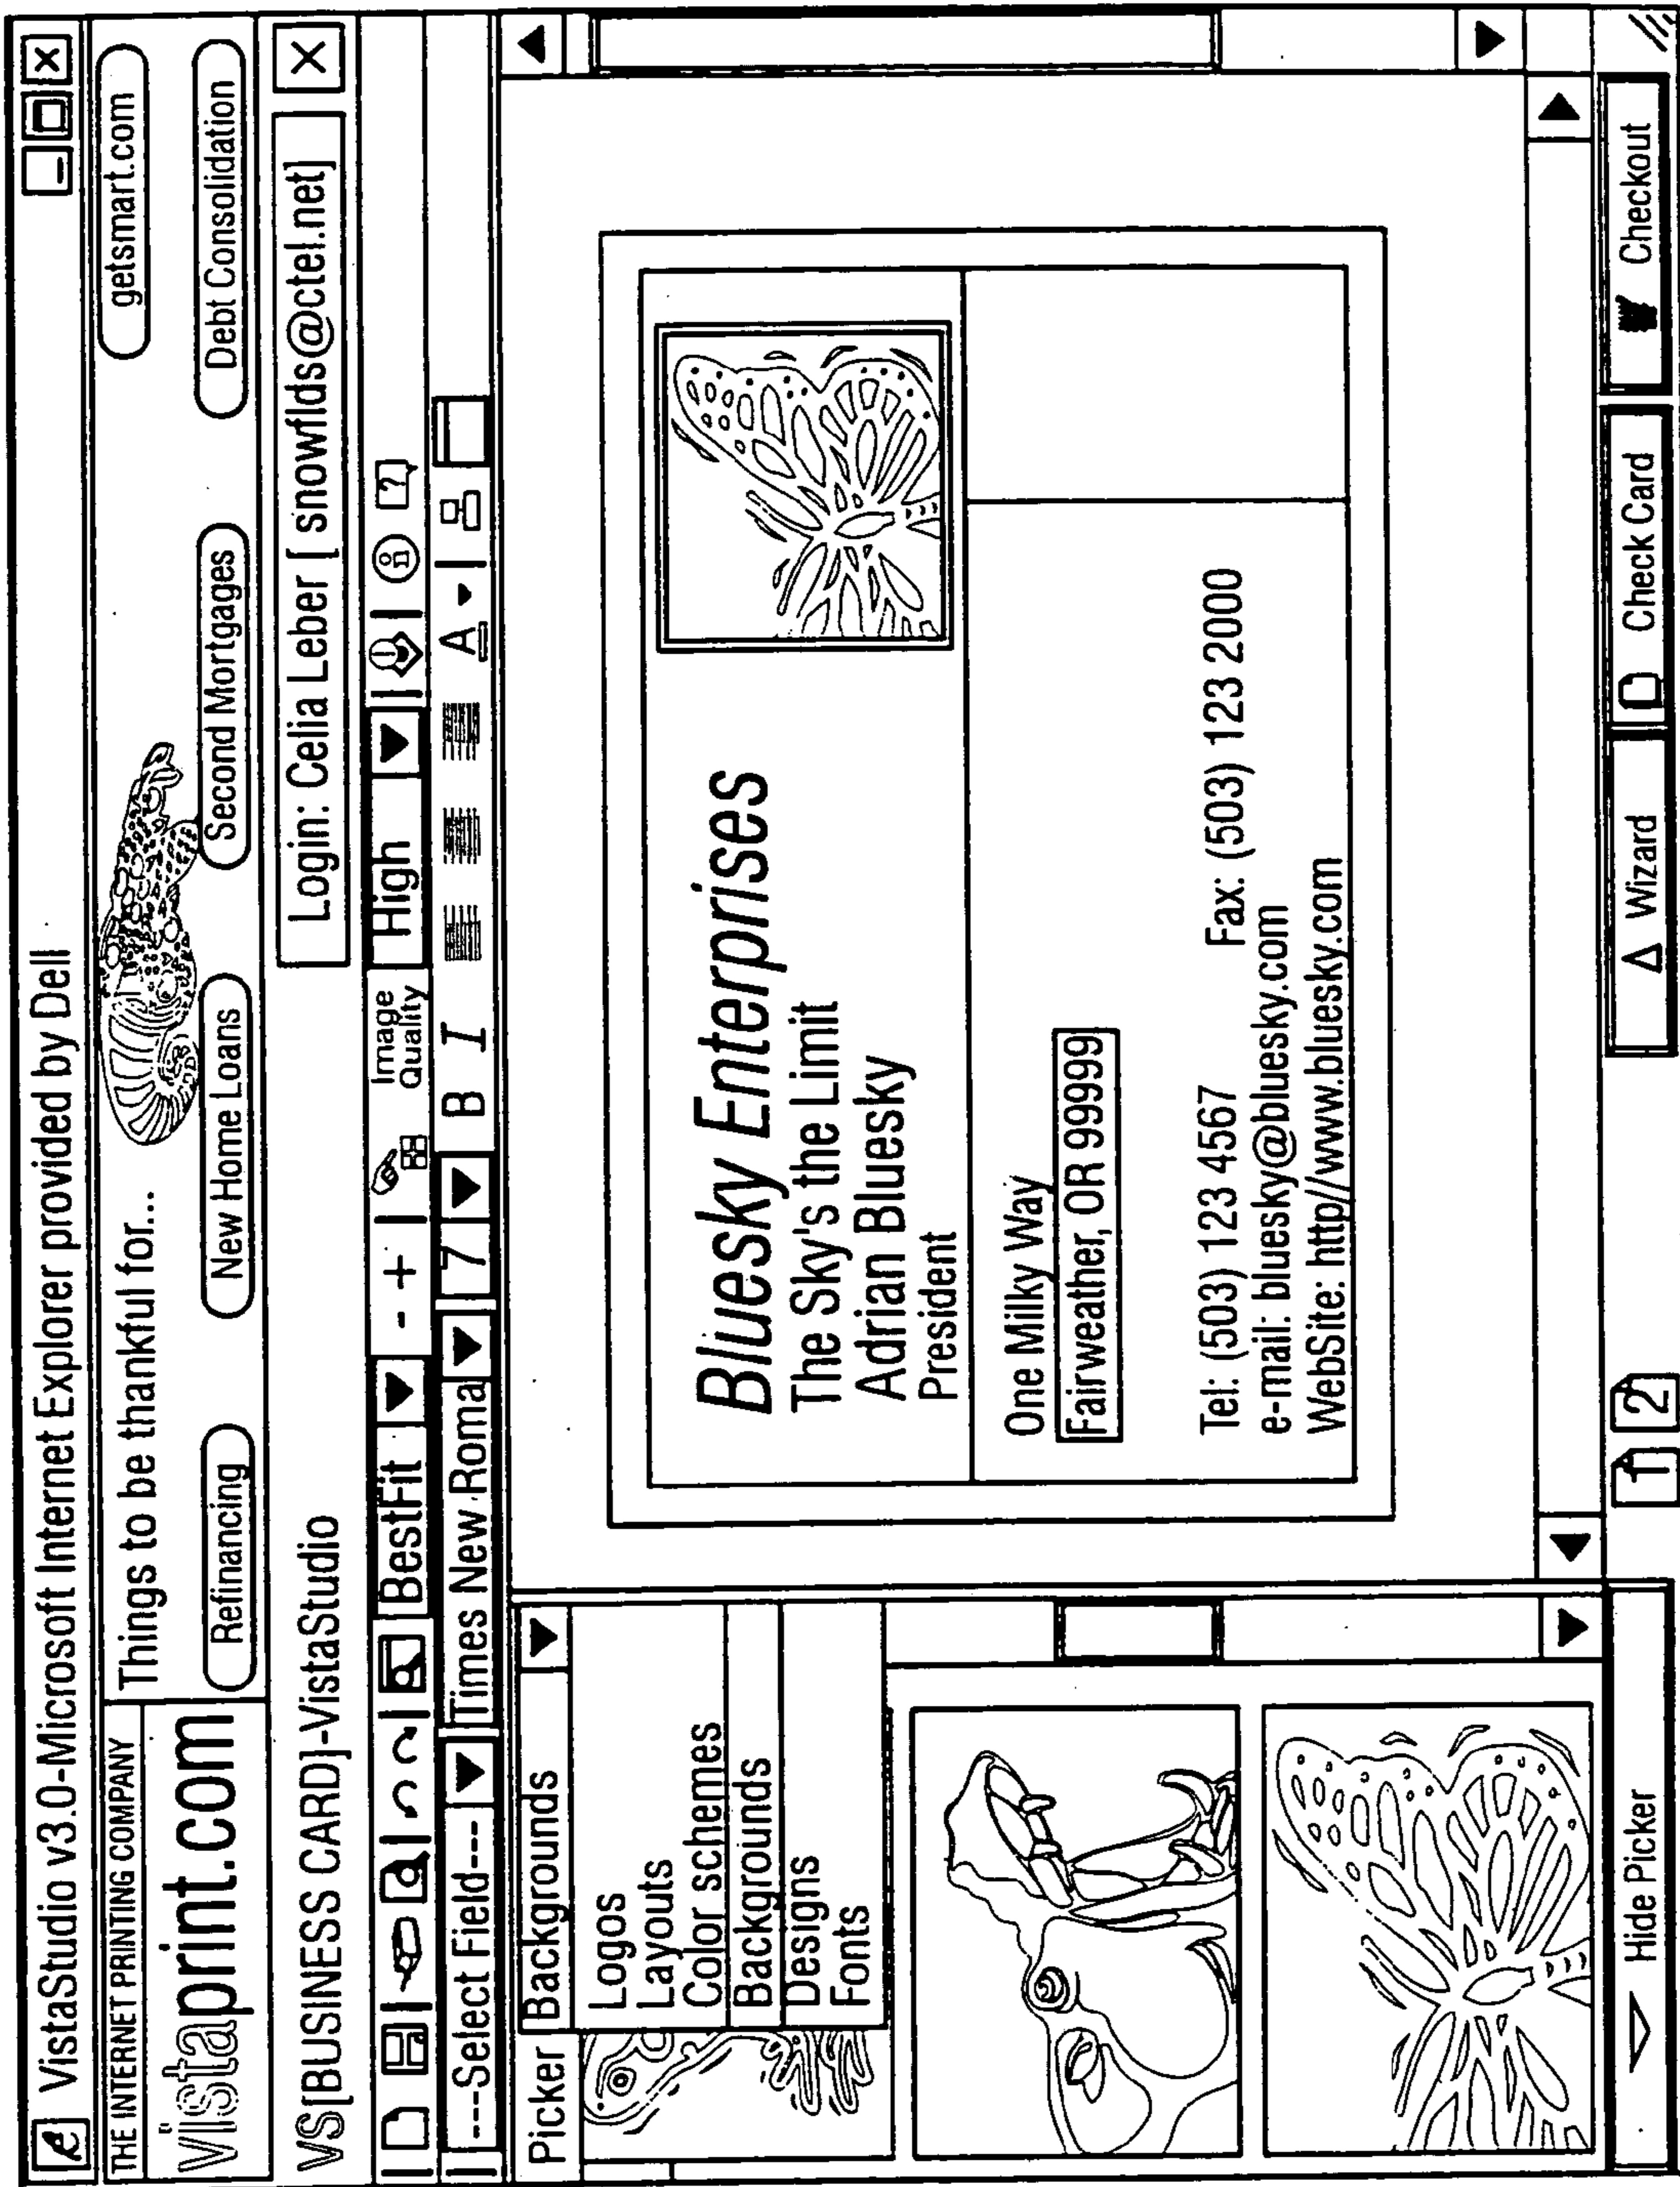 VistaStudio v3.0-Microsoft Internet Explorer provided by Dell
THE INTERNET PRINTING COMPANY
vistaprint.com
Things to be thankful for...
getsmart.com
Refinancing
New Home Loans
Second Mortgages
Debt Consolidation
VS[BUSINESS CARD]-VistaStudio
Login: Celia Leber [ snowflds@ctel.net]
BestFit
- +
Image
Quality
High
----Select Field---
Times New Roma
7
B I
A
Picker
Backgrounds
Logos
Layouts
Color schemes
Backgrounds
Designs
Fonts
Bluesky Enterprises
The Sky's the Limit
Adrian Bluesky
President
One Milky Way
Fairweather, OR 99999
Tel: (503) 123 4567 Fax: (503) 123 2000
e-mail: bluesky@bluesky.com
WebSite: http//www.bluesky.com
Hide Picker
1 2
Wizard
Check Card
Checkout